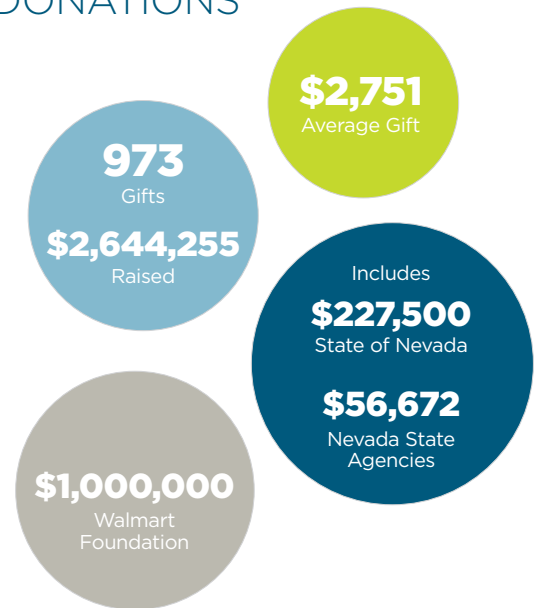 DONATIONS
$2,751
Average Gift
973
Gifts
$2,644,255
Raised
Includes
$227,500
State of Nevada
$56,672
Nevada State
Agencies
$1,000,000
Walmart
Foundation